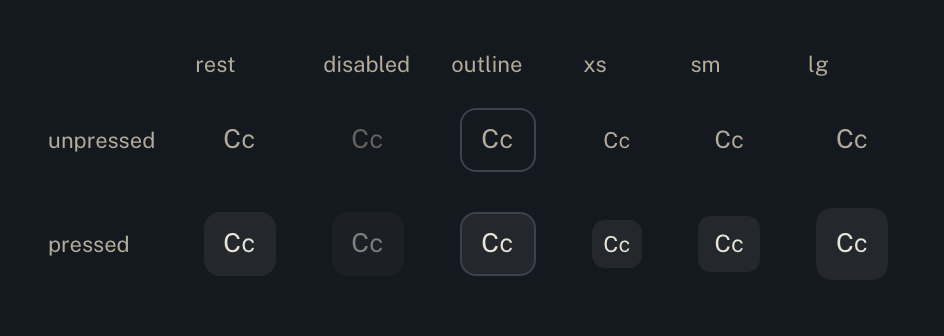 rest disabled outline xs sm lg
unpressed Cc Cc Cc Cc Cc Cc
pressed Cc Cc Cc Cc Cc Cc